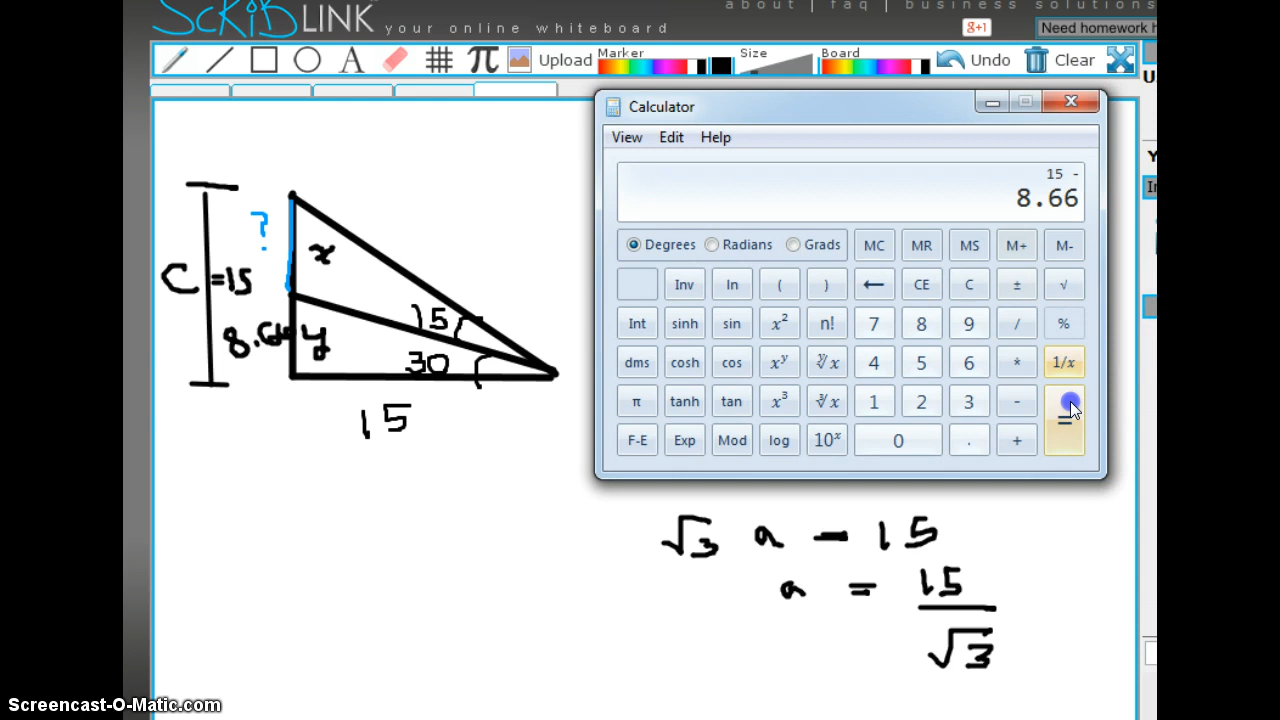 about | faq | business solutions
SCRiBLINK
your online whiteboard
g+1
Need homework h
Upload
Marker
Size
Board
Undo
Clear
Calculator
View Edit Help
15 -
8.66
Degrees Radians Grads MC MR MS M+ M-
Inv ln ( ) ← CE C ± √
Int sinh sin x² n! 7 8 9 / %
dms cosh cos xʸ ʸ√x 4 5 6 * 1/x
π tanh tan x³ ³√x 1 2 3 - =
F-E Exp Mod log 10ˣ 0 . +
?
x
C =15
15
8.66 y
30
15
√3 a = 15
a = 15
√3
Screencast-O-Matic.com